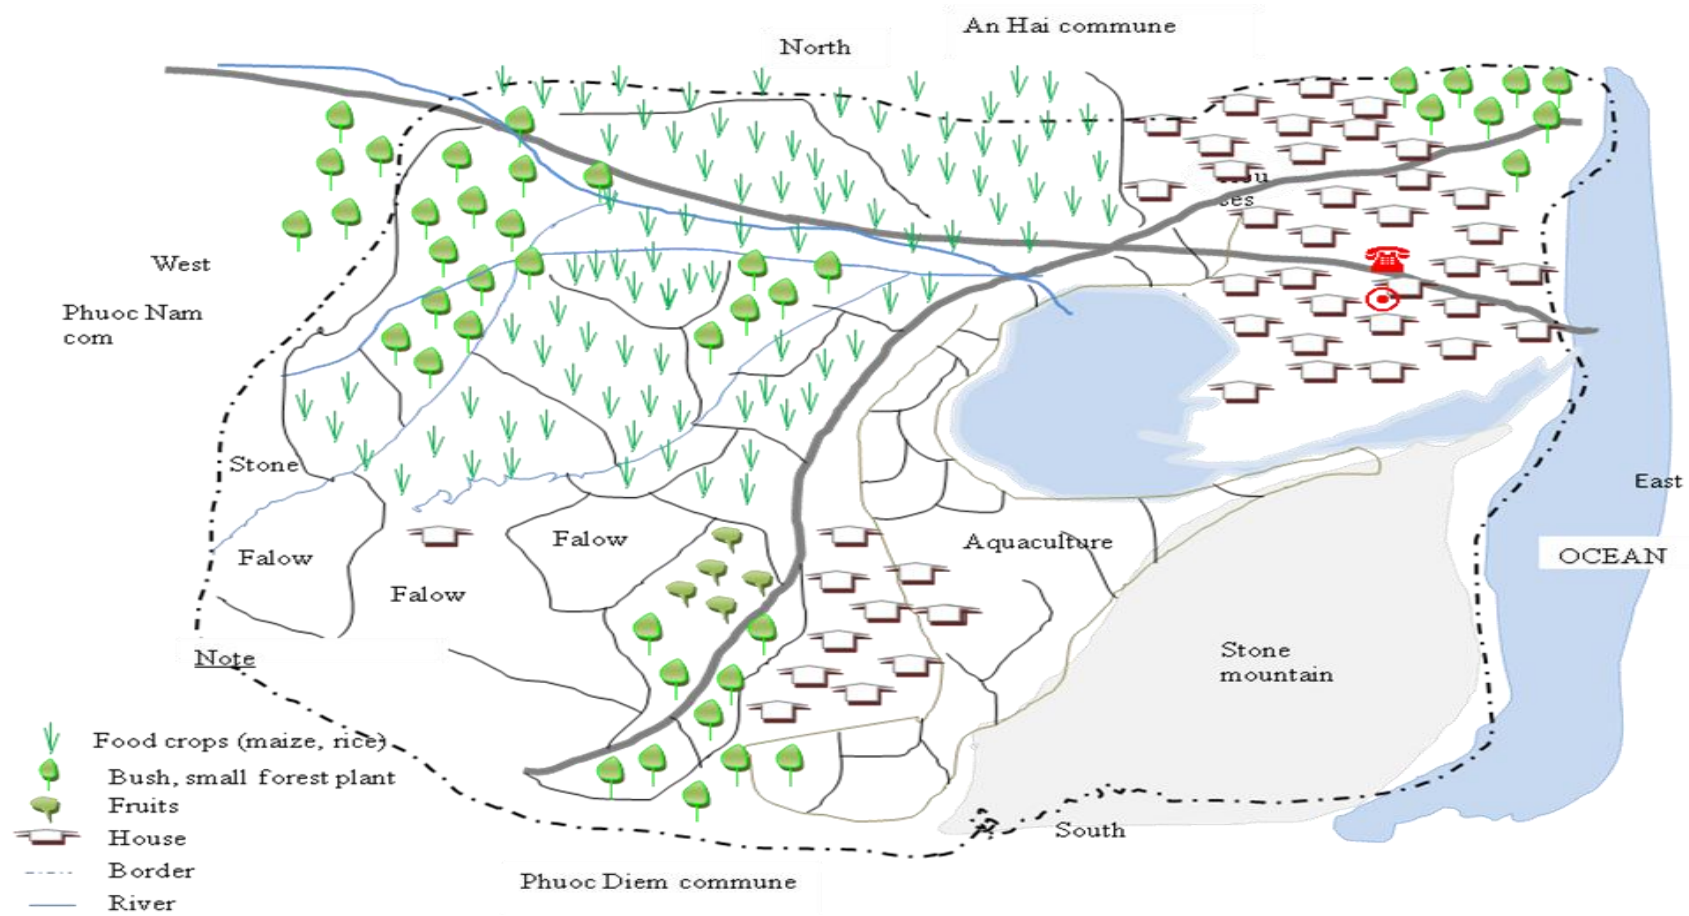 An Hai commune
North
ses
West
Phuoc Nam
com
Stone
East
Falow
Falow
Aquaculture
OCEAN
Falow
Stone
mountain
Note
Food crops (maize, rice)
Bush, small forest plant
Fruits
House
South
Border
Phuoc Diem commune
River